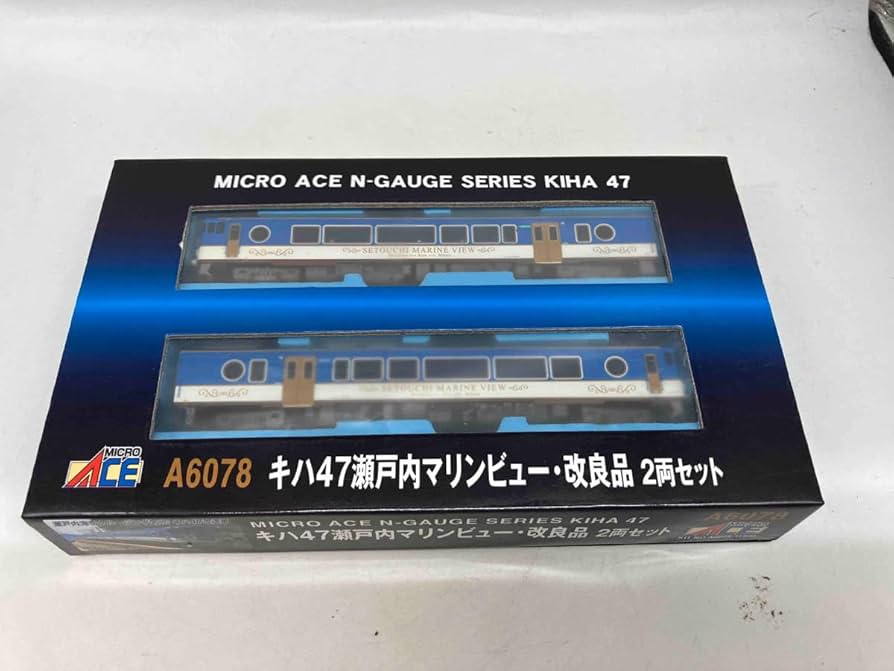 MICRO ACE N-GAUGE SERIES KIHA 47
SETOUCHI MARINE VIEW
SETOUCHI MARINE VIEW
MICRO
ACE
A6078 キハ47瀬戸内マリンビュー・改良品 2両セット
MICRO ACE N-GAUGE SERIES KIHA 47
A6078
キハ47瀬戸内マリンビュー・改良品 2両セット
MICRO
ACE